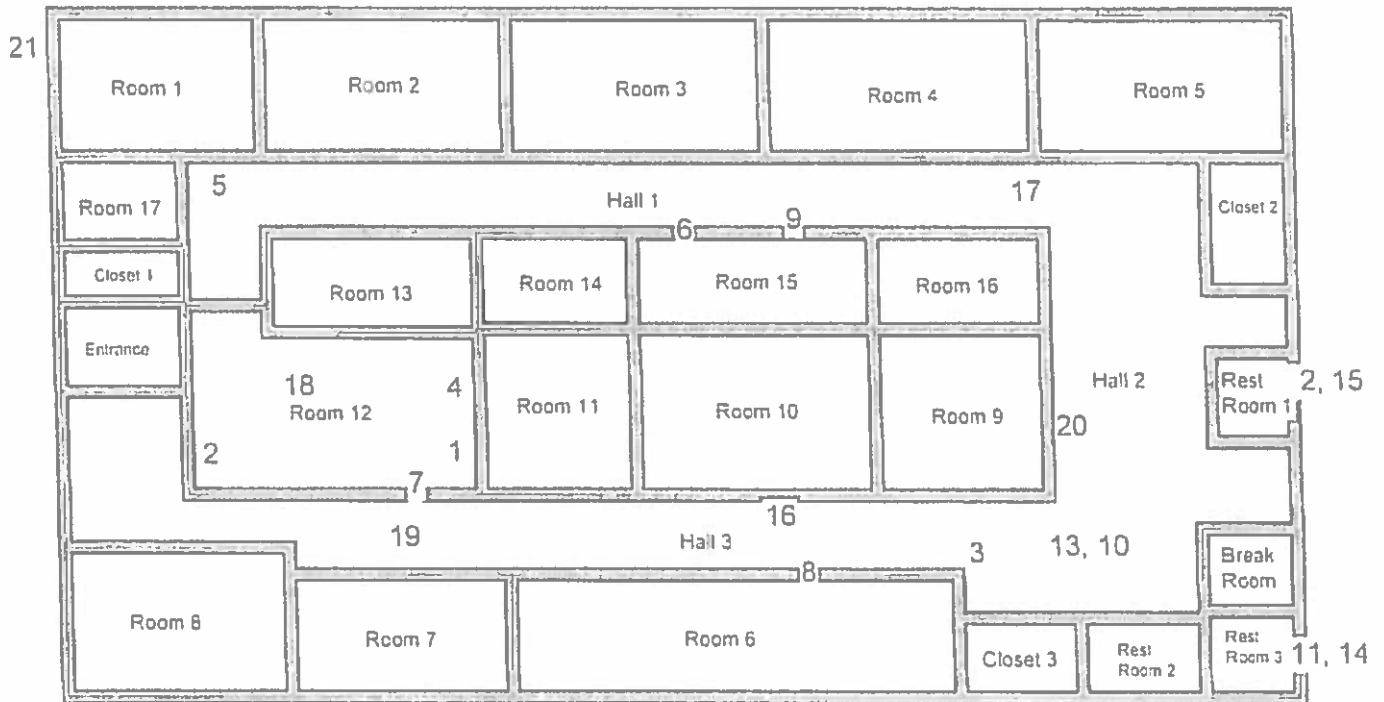 21
Room 1
Room 2
Room 3
Room 4
Room 5
5
17
Room 17
Hall 1
Closet 2
6
9
Closet 1
Room 13
Room 14
Room 15
Room 16
Entrance
18
4
Hall 2
Rest
Room 1
2, 15
Room 12
Room 11
Room 10
Room 9
20
2
1
7
16
19
Hall 3
3
13, 10
Break
Room
8
Room 8
Room 7
Room 6
Closet 3
Rest
Room 2
Rest
Room 3
11, 14